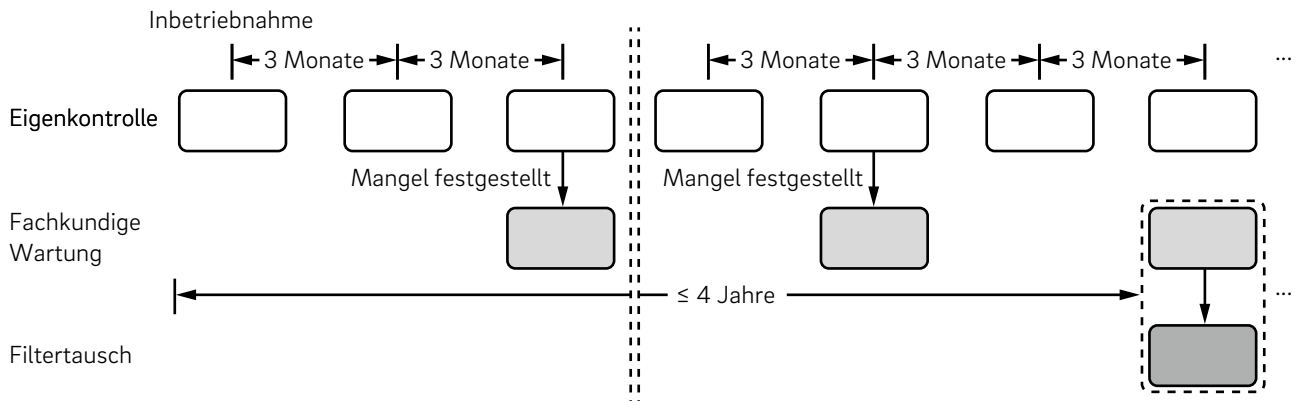 Inbetriebnahme
3 Monate 3 Monate 3 Monate 3 Monate 3 Monate ...
Eigenkontrolle
Mangel festgestellt Mangel festgestellt
Fachkundige
Wartung
≤ 4 Jahre ...
Filtertausch